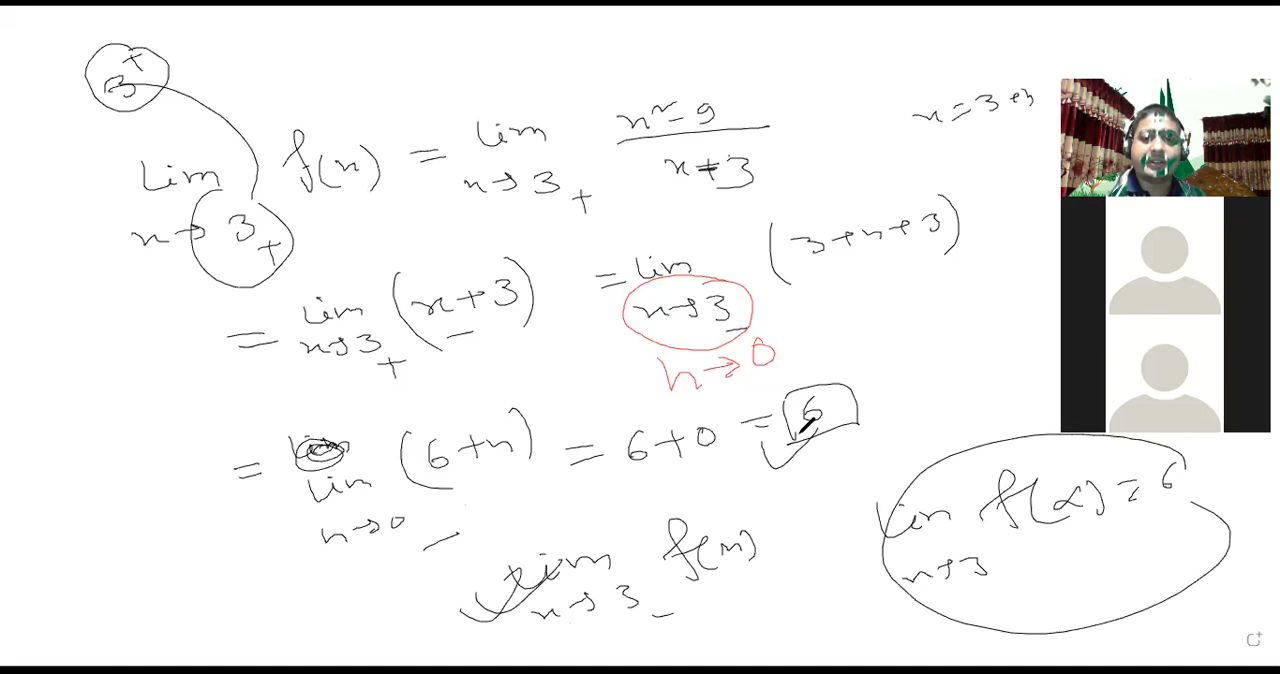 3⁺
lim x→3₊ f(x) = lim x→3₊ (x² - 9)/(x - 3)
x = 3 + h
= lim x→3₊ (x + 3) = lim x→3₋ (3 + h + 3)
h → 0
= lim h→0 (6 + h) = 6 + 0 = 6
lim x→3₋ f(x)
lim x→3 f(x) = 6